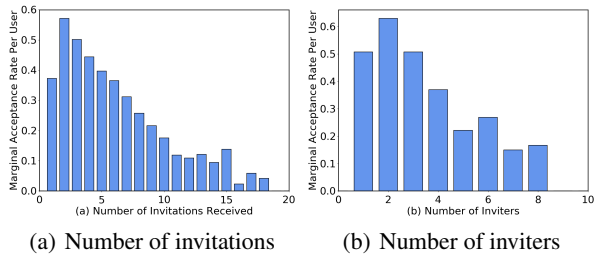 Marginal Acceptance Rate Per User
0.6
0.5
0.4
0.3
0.2
0.1
0.0
0 5 10 15 20
(a) Number of Invitations Received
Marginal Acceptance Rate Per User
0.6
0.5
0.4
0.3
0.2
0.1
0.0
0 2 4 6 8 10
(b) Number of Inviters
(a) Number of invitations
(b) Number of inviters